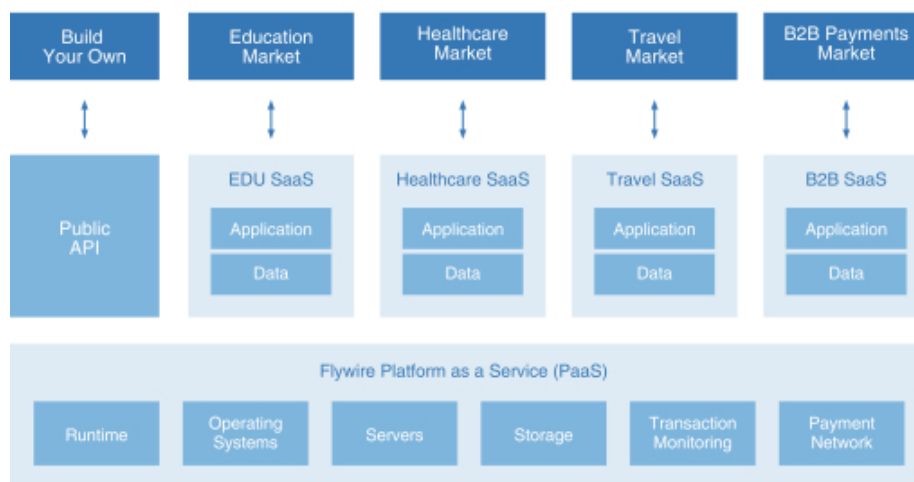 Build
Your Own
Education
Market
Healthcare
Market
Travel
Market
B2B Payments
Market
Public
API
EDU SaaS
Application
Data
Healthcare SaaS
Application
Data
Travel SaaS
Application
Data
B2B SaaS
Application
Data
Flywire Platform as a Service (PaaS)
Runtime
Operating
Systems
Servers
Storage
Transaction
Monitoring
Payment
Network